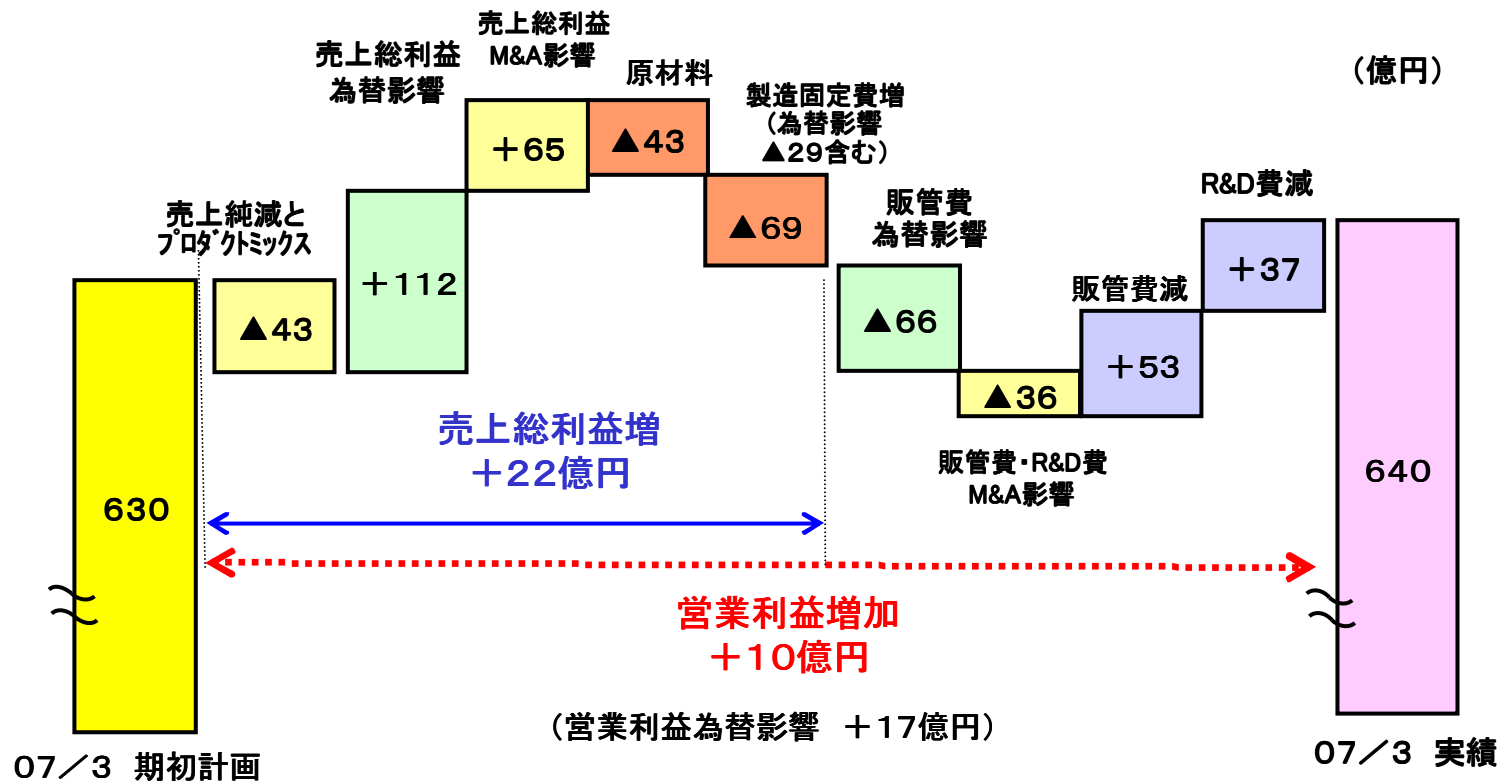 売上総利益
M&A影響
売上総利益
為替影響
原材料
（億円）
製造固定費増
（為替影響
▲29含む）
＋65
▲43
R&D費減
売上純減と
ﾌﾟﾛﾀﾞｸﾄﾐｯｸｽ
▲69
販管費
為替影響
＋112
＋37
販管費減
▲43
▲66
＋53
▲36
売上総利益増
＋22億円
販管費・R&D費
M&A影響
630
640
営業利益増加
＋10億円
（営業利益為替影響　＋17億円）
07／3　期初計画
07／3　実績